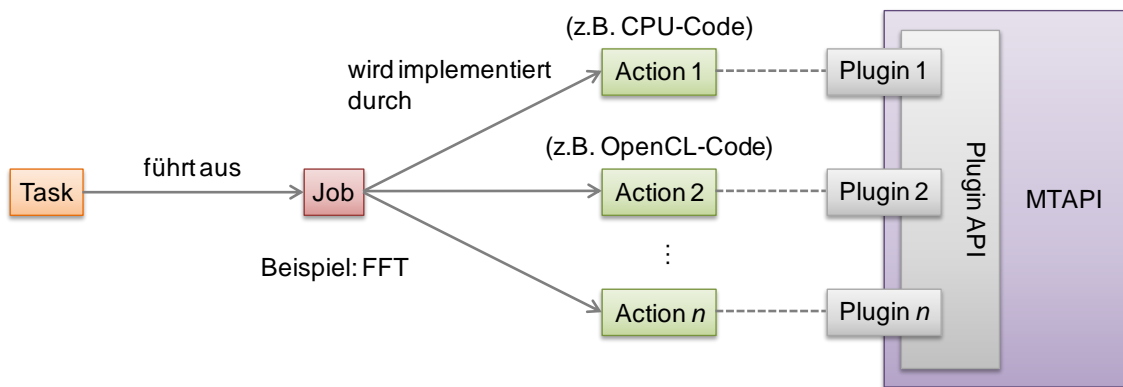 (z.B. CPU-Code)
wird implementiert
durch
Action 1
Plugin 1
führt aus
(z.B. OpenCL-Code)
Task
Job
Action 2
Plugin 2
Plugin API
MTAPI
Beispiel: FFT
⋮
Action n
Plugin n